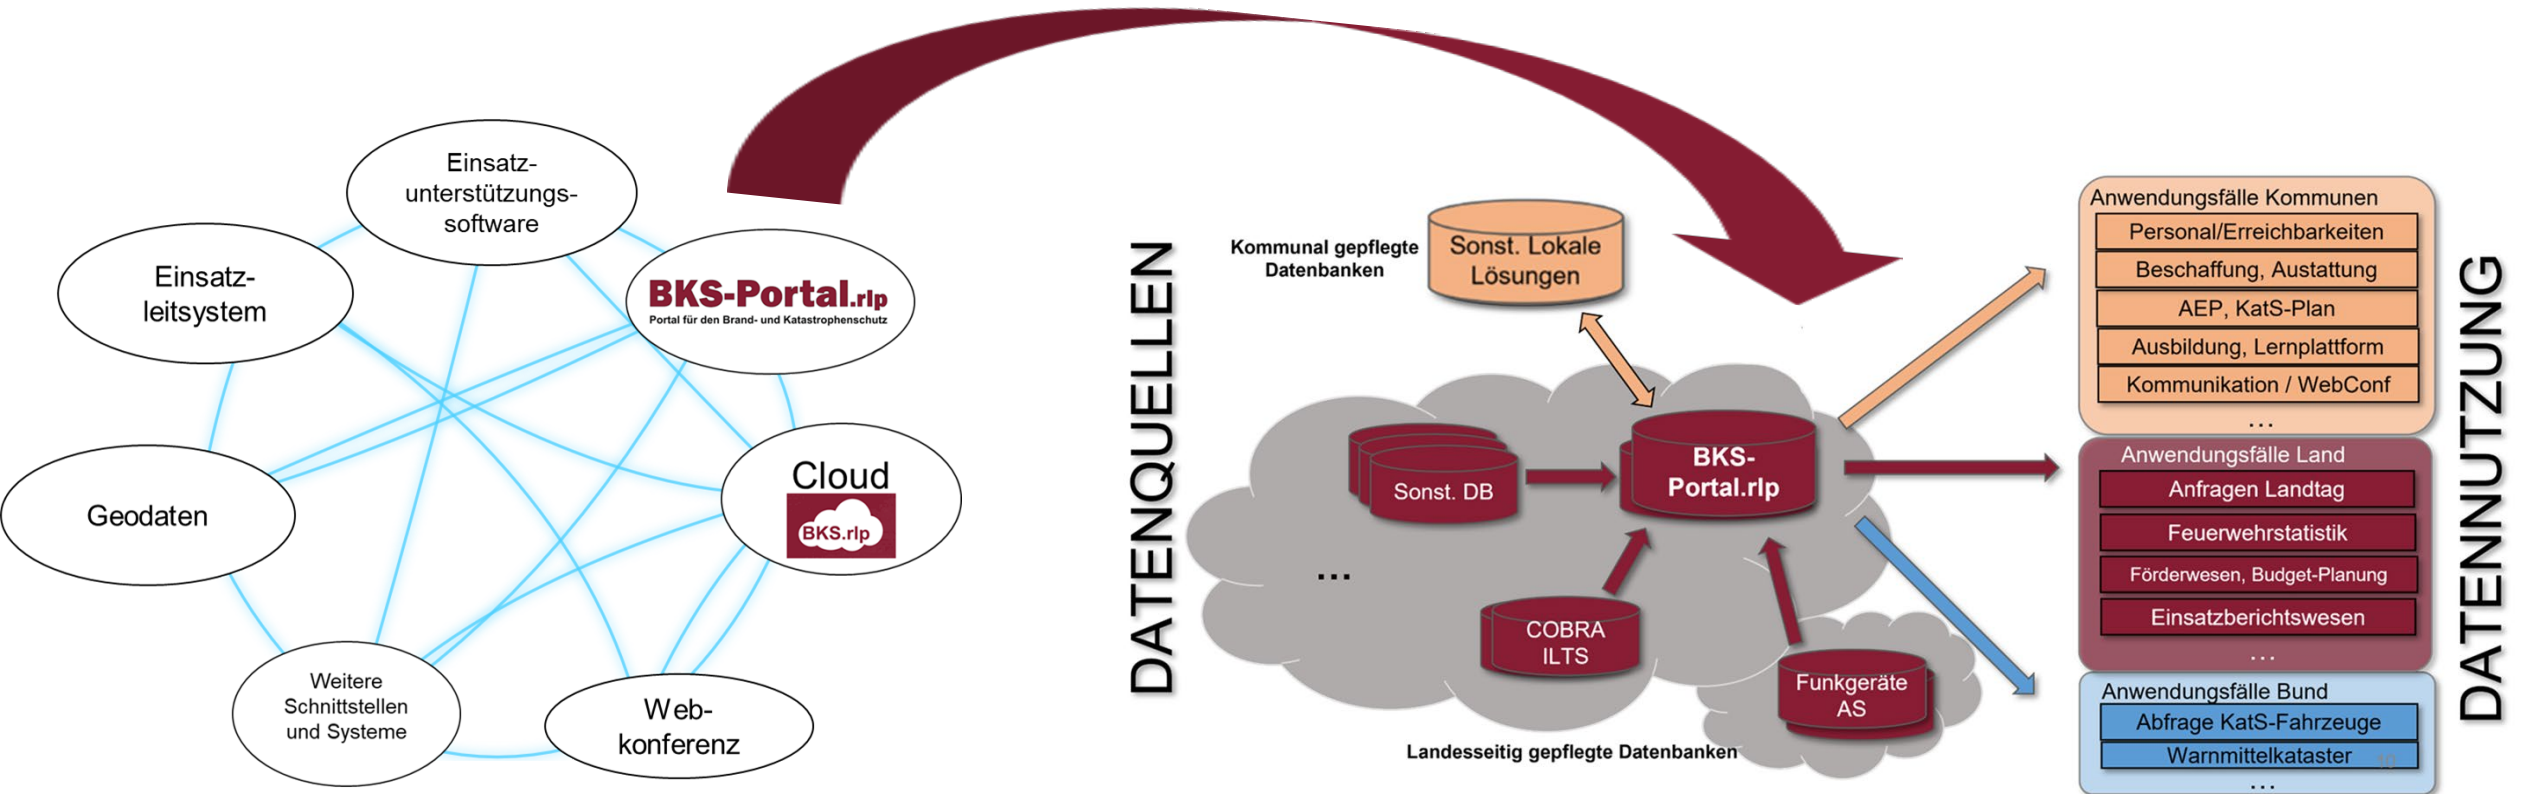 Einsatz-
unterstützungs-
software
Einsatz-
leitsystem
BKS-Portal.rlp
Portal für den Brand- und Katastrophenschutz
Cloud
BKS.rlp
Geodaten
Weitere
Schnittstellen
und Systeme
Web-
konferenz
DATENQUELLEN
Kommunal gepflegte
Datenbanken
Sonst. Lokale
Lösungen
Sonst. DB
BKS-
Portal.rlp
...
COBRA
ILTS
Funkgeräte
AS
Landesseitig gepflegte Datenbanken
Anwendungsfälle Kommunen
Personal/Erreichbarkeiten
Beschaffung, Austattung
AEP, KatS-Plan
Ausbildung, Lernplattform
Kommunikation / WebConf
...
Anwendungsfälle Land
Anfragen Landtag
Feuerwehrstatistik
Förderwesen, Budget-Planung
Einsatzberichtswesen
...
Anwendungsfälle Bund
Abfrage KatS-Fahrzeuge
Warnmittelkataster
10
...
DATENNUTZUNG